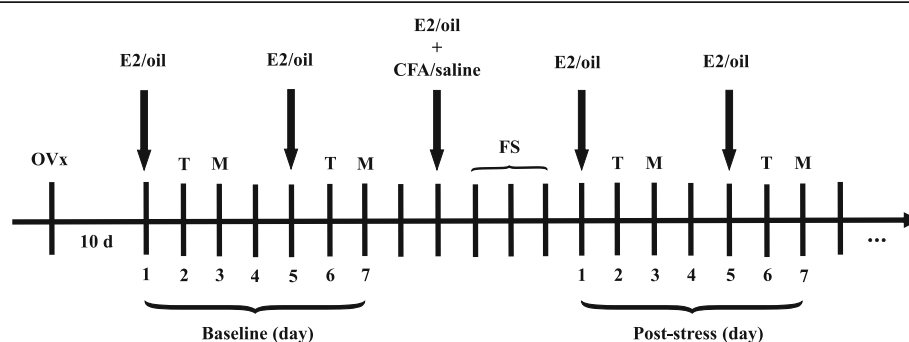 E2/oil
+
CFA/saline
E2/oil E2/oil E2/oil E2/oil
OVx T M T M FS T M T M
10 d ...
1 2 3 4 5 6 7 1 2 3 4 5 6 7
Baseline (day) Post-stress (day)